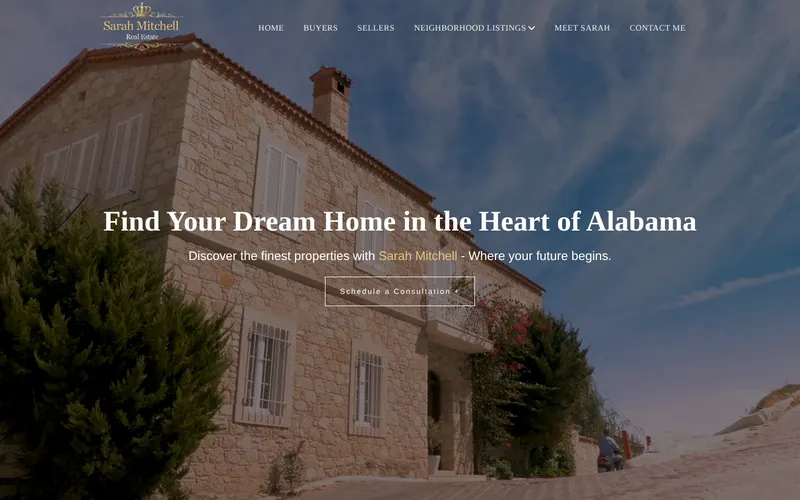 Sarah Mitchell
Real Estate
HOME BUYERS SELLERS NEIGHBORHOOD LISTINGS MEET SARAH CONTACT ME
Find Your Dream Home in the Heart of Alabama
Discover the finest properties with Sarah Mitchell - Where your future begins.
Schedule a Consultation +